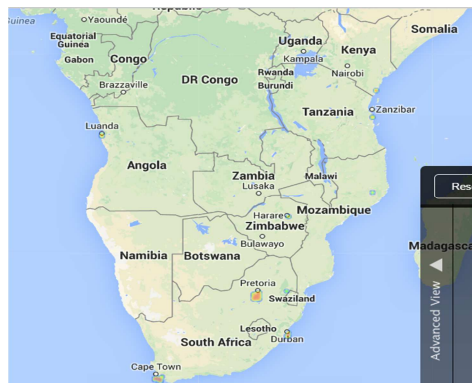 Guinea
Republic
Yaoundé
Somalia
Equatorial
Guinea
Uganda
Kenya
Gabon
Congo
Kampala
DR Congo
Rwanda
Nairobi
Brazzaville
Burundi
Tanzania
Zanzibar
Luanda
Angola
Zambia
Malawi
Lusaka
Res
Harare
Mozambique
Zimbabwe
Bulawayo
Madagasca
Namibia
Botswana
Pretoria
Swaziland
Advanced View
Lesotho
Durban
South Africa
Cape Town